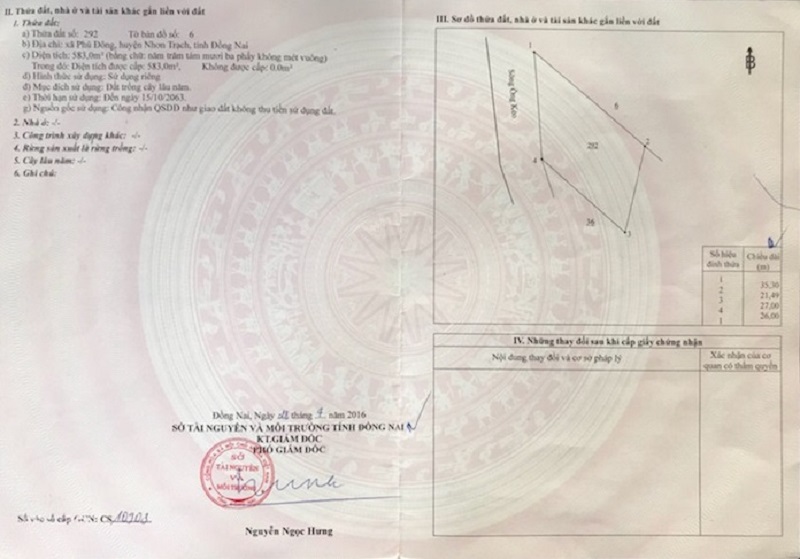 II. Thửa đất, nhà ở và tài sản khác gắn liền với đất
1. Thửa đất:
a) Thửa đất số: 292 Tờ bản đồ số: 6
b) Địa chỉ: xã Phú Đông, huyện Nhơn Trạch, tỉnh Đồng Nai
c) Diện tích: 583,0m² (bằng chữ: năm trăm tám mươi ba phẩy không mét vuông)
Trong đó: Diện tích được cấp: 583,0m². Không được cấp: 0,0m²
d) Hình thức sử dụng: Sử dụng riêng
đ) Mục đích sử dụng: Đất trồng cây lâu năm.
e) Thời hạn sử dụng: Đến ngày 15/10/2063.
g) Nguồn gốc sử dụng: Công nhận QSDĐ như giao đất không thu tiền sử dụng đất.
2. Nhà ở: -/-
3. Công trình xây dựng khác: -/-
4. Rừng sản xuất là rừng trồng: -/-
5. Cây lâu năm: -/-
6. Ghi chú:
Đồng Nai, Ngày tháng năm 2016
SỞ TÀI NGUYÊN VÀ MÔI TRƯỜNG TỈNH ĐỒNG NAI
KT.GIÁM ĐỐC
PHÓ GIÁM ĐỐC
SỞ
TÀI NGUYÊN
VÀ
MÔI TRƯỜNG
Nguyễn Ngọc Hưng
Số vào sổ cấp GCN: CS
III. Sơ đồ thửa đất, nhà ở và tài sản khác gắn liền với đất
B
Sông Ông Kèo
1
6
2
292
4
36
3
Số hiệu đỉnh thửa Chiều dài (m)
1
35,30
2
21,49
3
27,00
4
26,00
1
IV. Những thay đổi sau khi cấp giấy chứng nhận
Nội dung thay đổi và cơ sở pháp lý
Xác nhận của cơ
quan có thẩm quyền